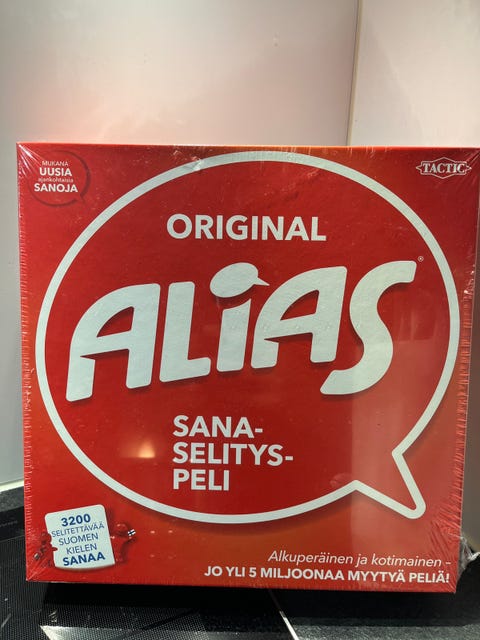 MUKANA
UUSIA
ajankohtaisia
SANOJA
TACTIC
ORIGINAL
ALiAS®
SANA-
SELITYS-
PELI
3200
SELITETTÄVÄÄ
SUOMEN
KIELEN
SANAA
Alkuperäinen ja kotimainen –
JO YLI 5 MILJOONAA MYYTYÄ PELIÄ!